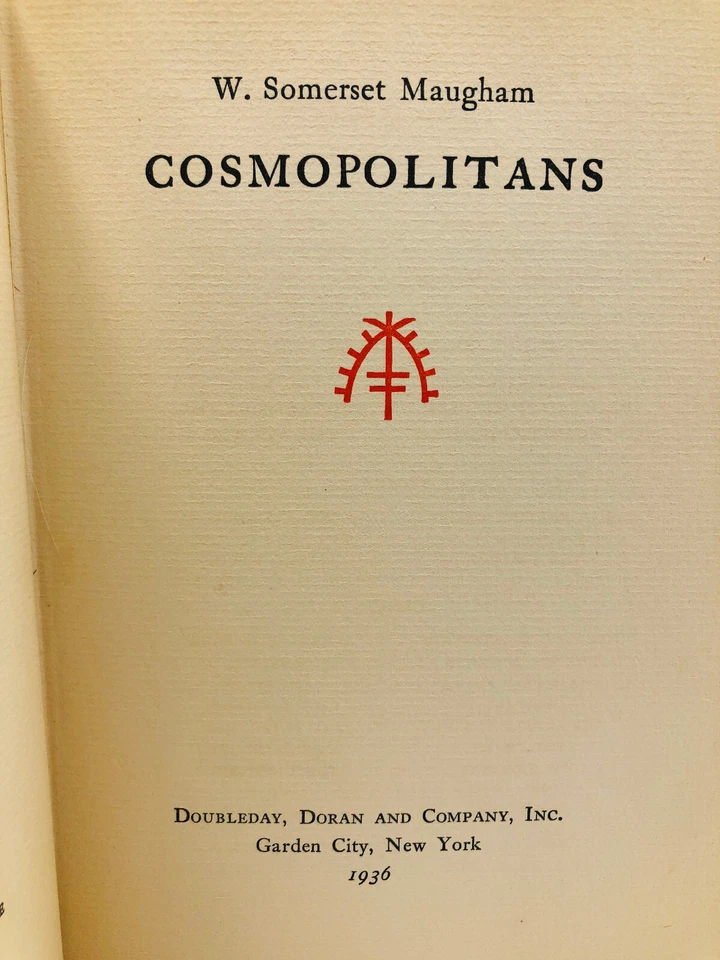 W. Somerset Maugham
COSMOPOLITANS
DOUBLEDAY, DORAN AND COMPANY, INC.
Garden City, New York
1936